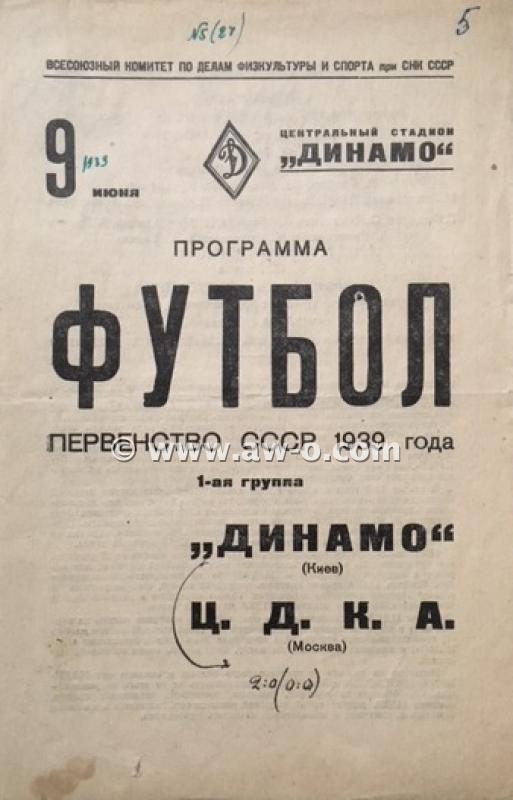 №5(27)
5
ВСЕСОЮЗНЫЙ КОМИТЕТ ПО ДЕЛАМ ФИЗКУЛЬТУРЫ И СПОРТА при СНК СССР
9 1939
июня
Д
ЦЕНТРАЛЬНЫЙ СТАДИОН
„ДИНАМО“
ПРОГРАММА
ФУТБОЛ
ПЕРВЕНСТВО СССР 1939 года
© www.aw-o.com
1-ая группа
„ДИНАМО“
(Киев)
Ц. Д. К. А.
(Москва)
2:0(0:0)